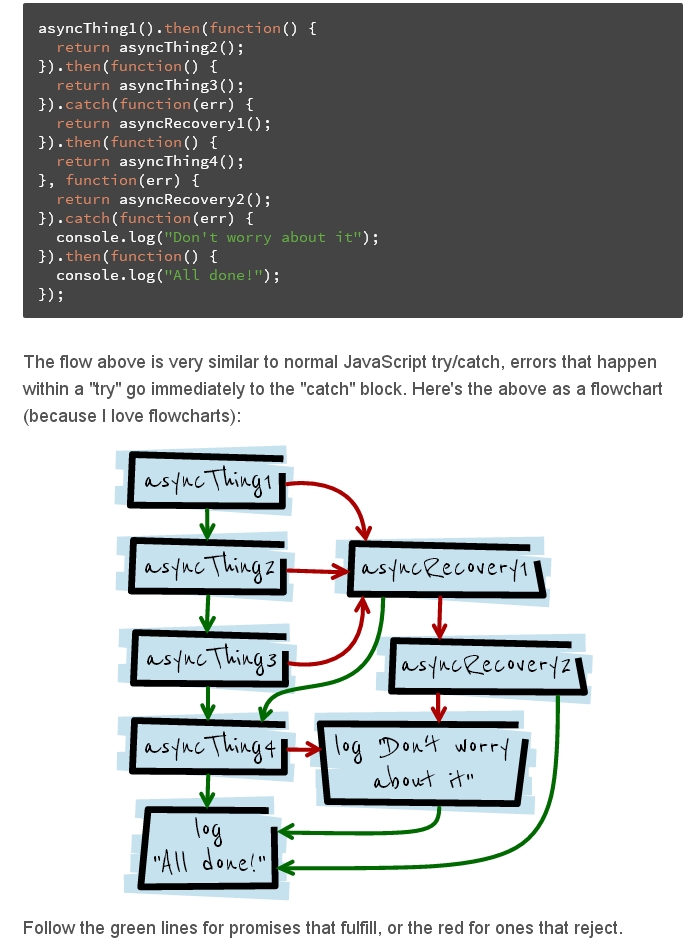 asyncThing1().then(function() {
  return asyncThing2();
}).then(function() {
  return asyncThing3();
}).catch(function(err) {
  return asyncRecovery1();
}).then(function() {
  return asyncThing4();
}, function(err) {
  return asyncRecovery2();
}).catch(function(err) {
  console.log("Don't worry about it");
}).then(function() {
  console.log("All done!");
});
The flow above is very similar to normal JavaScript try/catch, errors that happen
within a "try" go immediately to the "catch" block. Here's the above as a flowchart
(because I love flowcharts):
asyncThing1
asyncThing2
asyncRecovery1
asyncThing3
asyncRecovery2
asyncThing4
log "Don't worry
about it"
log
"All done!"
Follow the green lines for promises that fulfill, or the red for ones that reject.